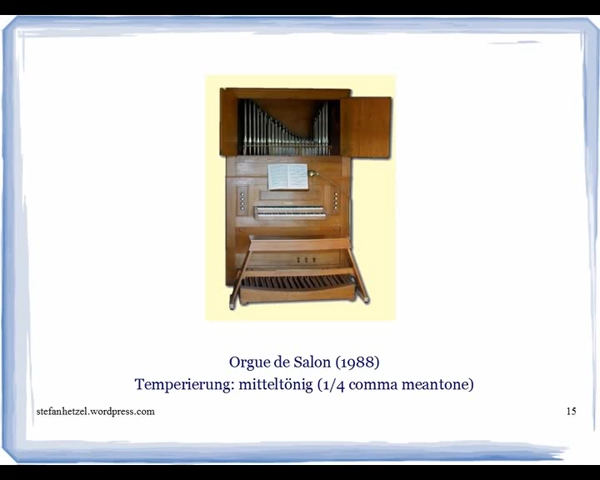 Orgue de Salon (1988)
Temperierung: mitteltönig (1/4 comma meantone)
stefanhetzel.wordpress.com
15